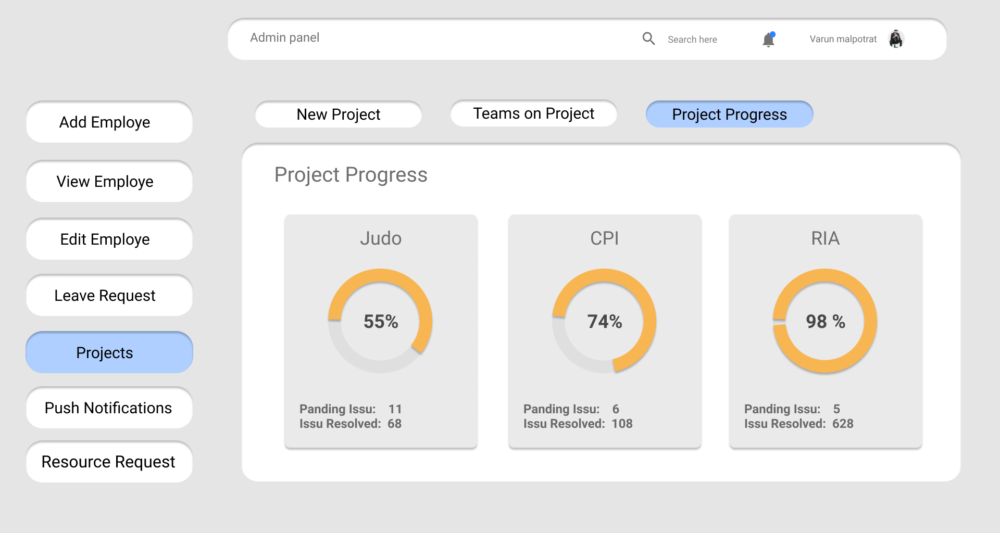 Admin panel
Search here
Varun malpotrat
Add Employe
View Employe
Edit Employe
Leave Request
Projects
Push Notifications
Resource Request
New Project
Teams on Project
Project Progress
Project Progress
Judo
55%
Panding Issu: 11
Issu Resolved: 68
CPI
74%
Panding Issu: 6
Issu Resolved: 108
RIA
98 %
Panding Issu: 5
Issu Resolved: 628